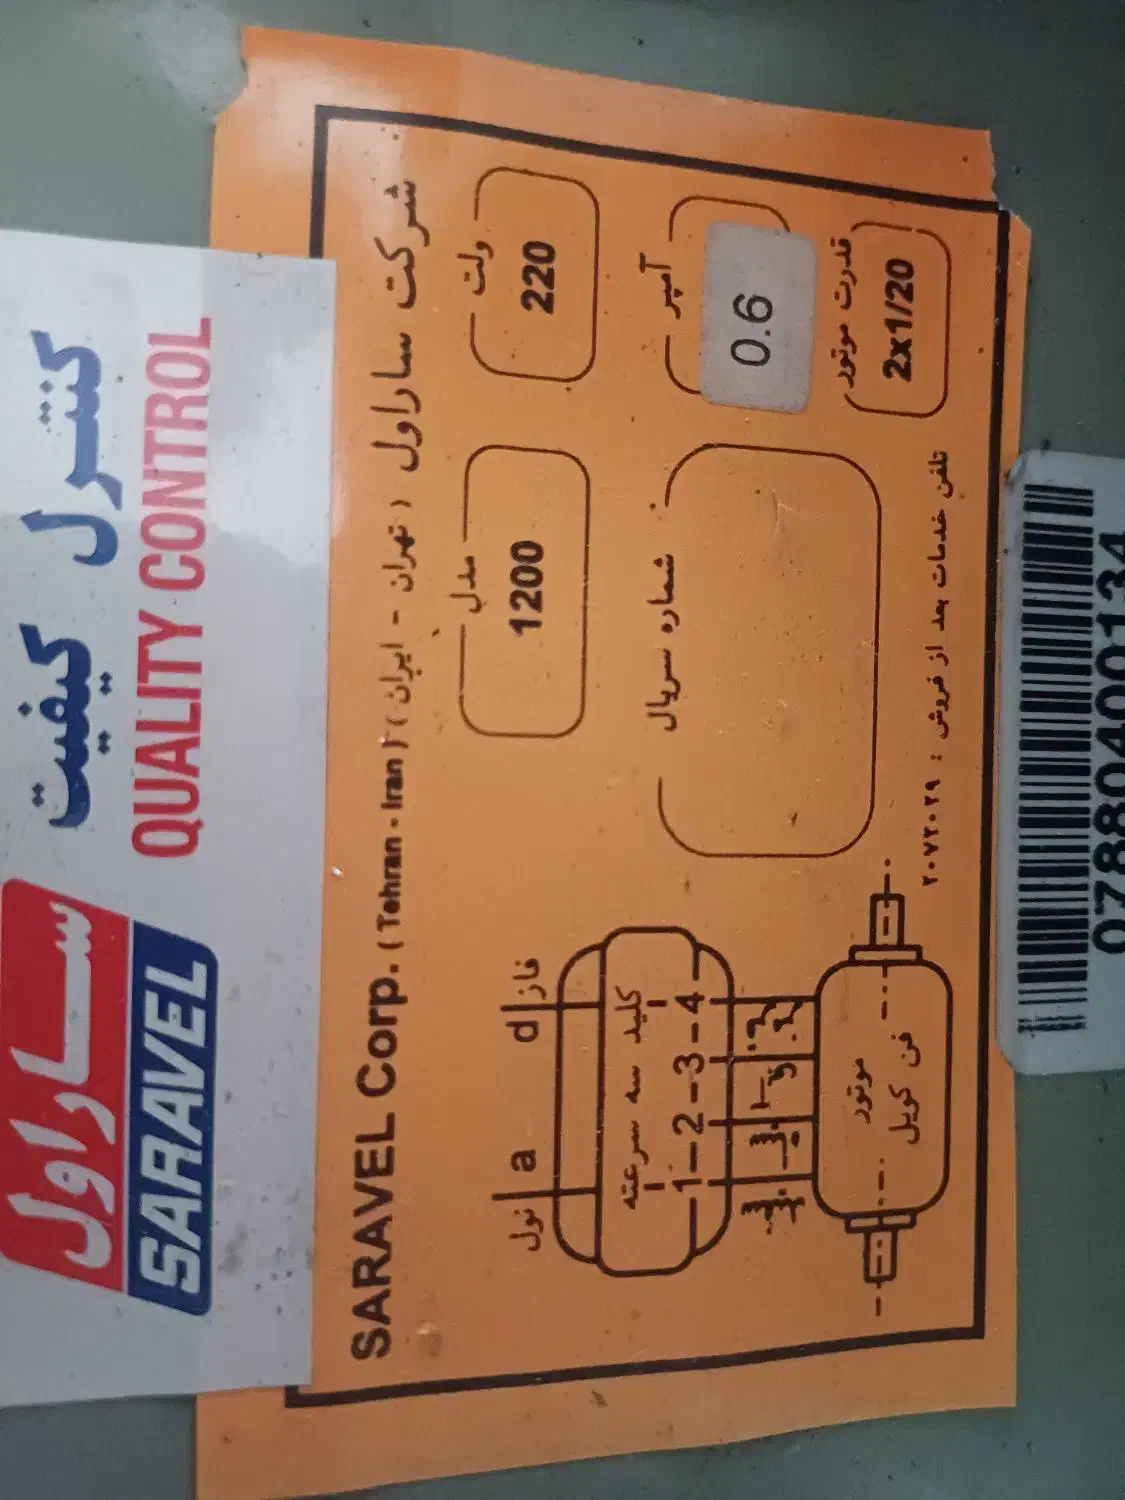 ساراول
SARAVEL
کنترل کیفیت
QUALITY CONTROL
SARAVEL Corp. (Tehran - Iran) شرکت ساراول (تهران - ایران)
نول a d فاز
کلید سه سرعته
1-2-3-4
موتور
فن کویل
مدل
1200
ولت
220
شماره سریال
آمپر
0.6
قدرت موتور
2x1/20
تلفن خدمات بعد از فروش :
07880400134